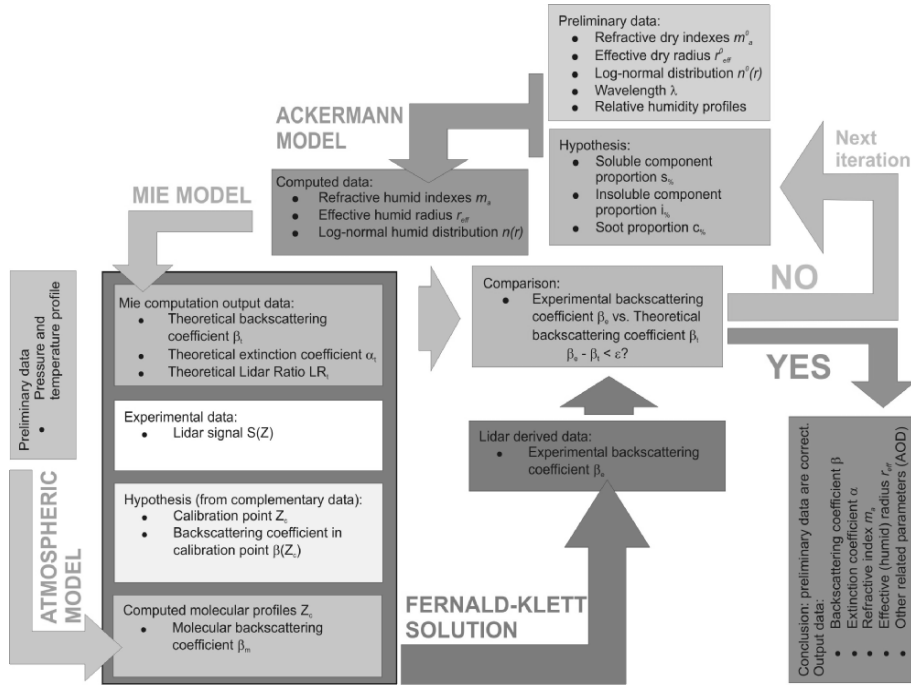 Preliminary data:
● Refractive dry indexes m⁰ₐ
● Effective dry radius r⁰eff
● Log-normal distribution n⁰(r)
● Wavelength λ
● Relative humidity profiles
ACKERMANN
MODEL
Hypothesis:
● Soluble component
proportion s%
● Insoluble component
proportion i%
● Soot proportion c%
Next
iteration
Computed data:
● Refractive humid indexes mₐ
● Effective humid radius reff
● Log-normal humid distribution n(r)
MIE MODEL
Preliminary data
● Pressure and
temperature profile
ATMOSPHERIC
MODEL
Mie computation output data:
● Theoretical backscattering
coefficient βₜ
● Theoretical extinction coefficient αₜ
● Theoretical Lidar Ratio LRₜ
Experimental data:
● Lidar signal S(Z)
Hypothesis (from complementary data):
● Calibration point Z꜀
● Backscattering coefficient in
calibration point β(Z꜀)
Computed molecular profiles Z꜀
● Molecular backscattering
coefficient βₘ
FERNALD-KLETT
SOLUTION
Lidar derived data:
● Experimental backscattering
coefficient βₑ
Comparison:
● Experimental backscattering
coefficient βₑ vs. Theoretical
backscattering coefficient βₜ
βₑ - βₜ < ε?
NO
YES
Conclusion: preliminary data are correct.
Output data:
● Backscattering coefficient β
● Extinction coefficient α
● Refractive index mₐ
● Effective (humid) radius reff
● Other related parameters (AOD)